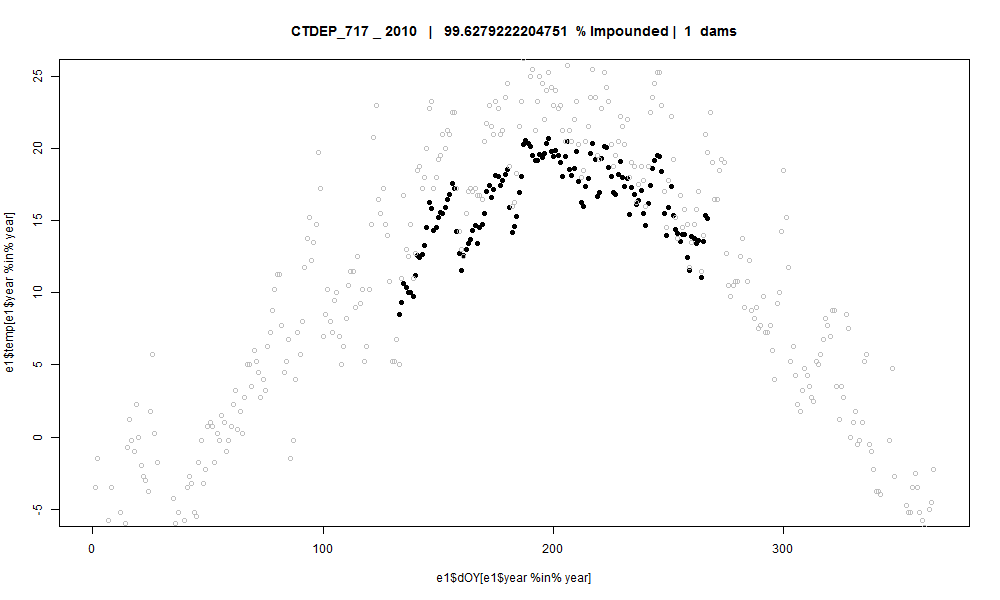 CTDEP_717 _ 2010 | 99.6279222204751 % Impounded | 1 dams
e1$temp[e1$year %in% year]
25
20
15
10
5
0
-5
0 100 200 300
e1$dOY[e1$year %in% year]